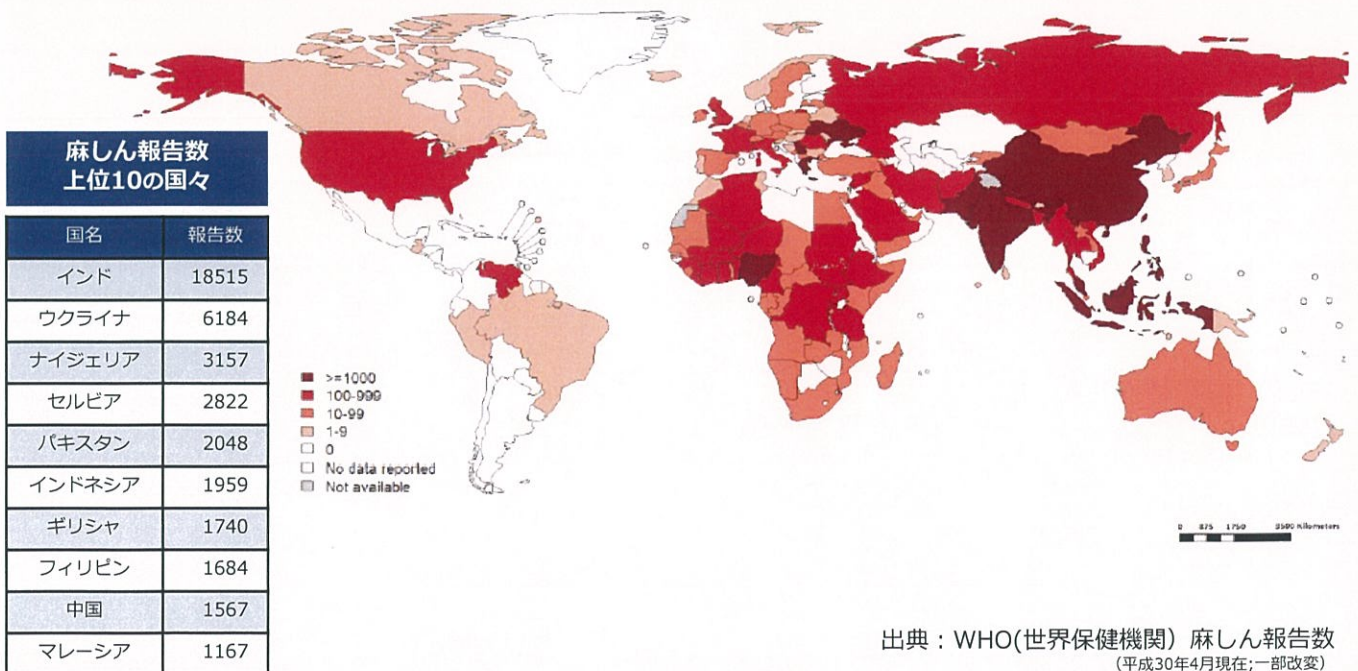 麻しん報告数
上位10の国々
国名 報告数
インド 18515
ウクライナ 6184
ナイジェリア 3157
セルビア 2822
パキスタン 2048
インドネシア 1959
ギリシャ 1740
フィリピン 1684
中国 1567
マレーシア 1167
>=1000
100-999
10-99
1-9
0
No data reported
Not available
0 875 1750 3500 Kilometers
出典：WHO(世界保健機関）麻しん報告数
（平成30年4月現在;一部改変）